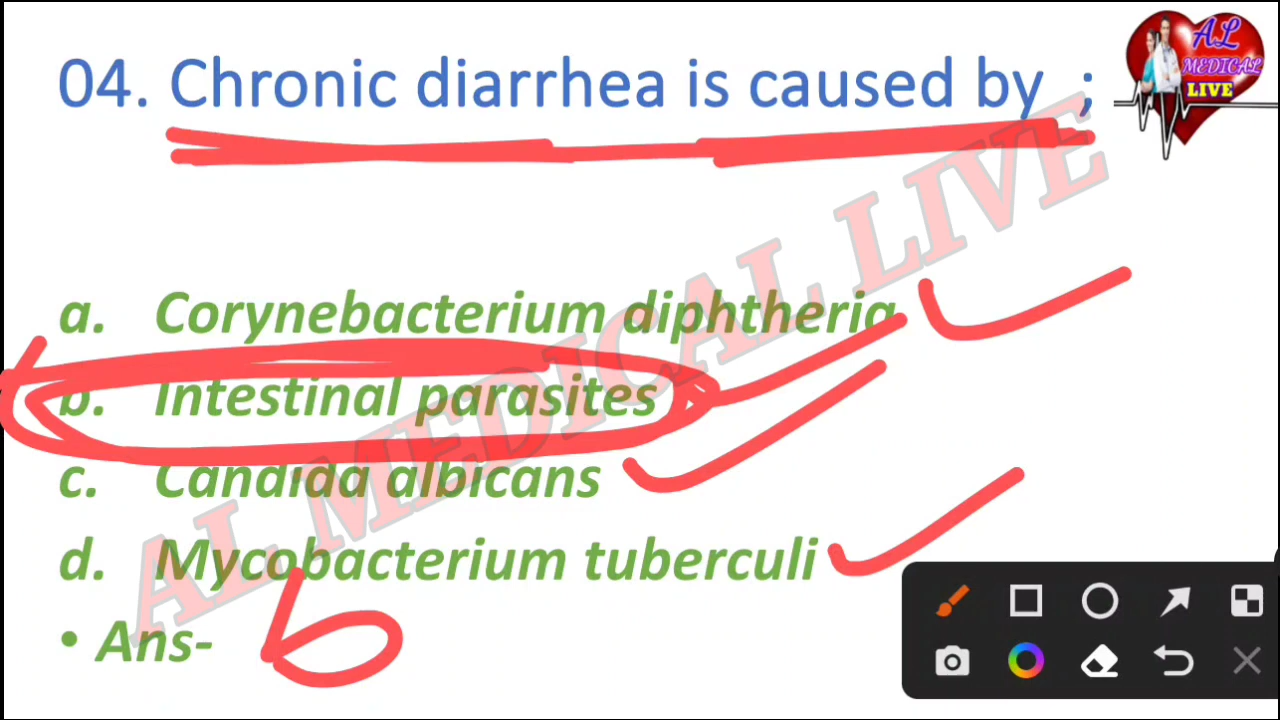 04. Chronic diarrhea is caused by ;
AL
MEDICAL
LIVE
a. Corynebacterium diphtheria
b. Intestinal parasites
c. Candida albicans
d. Mycobacterium tuberculi
• Ans- b
AL MEDICAL LIVE